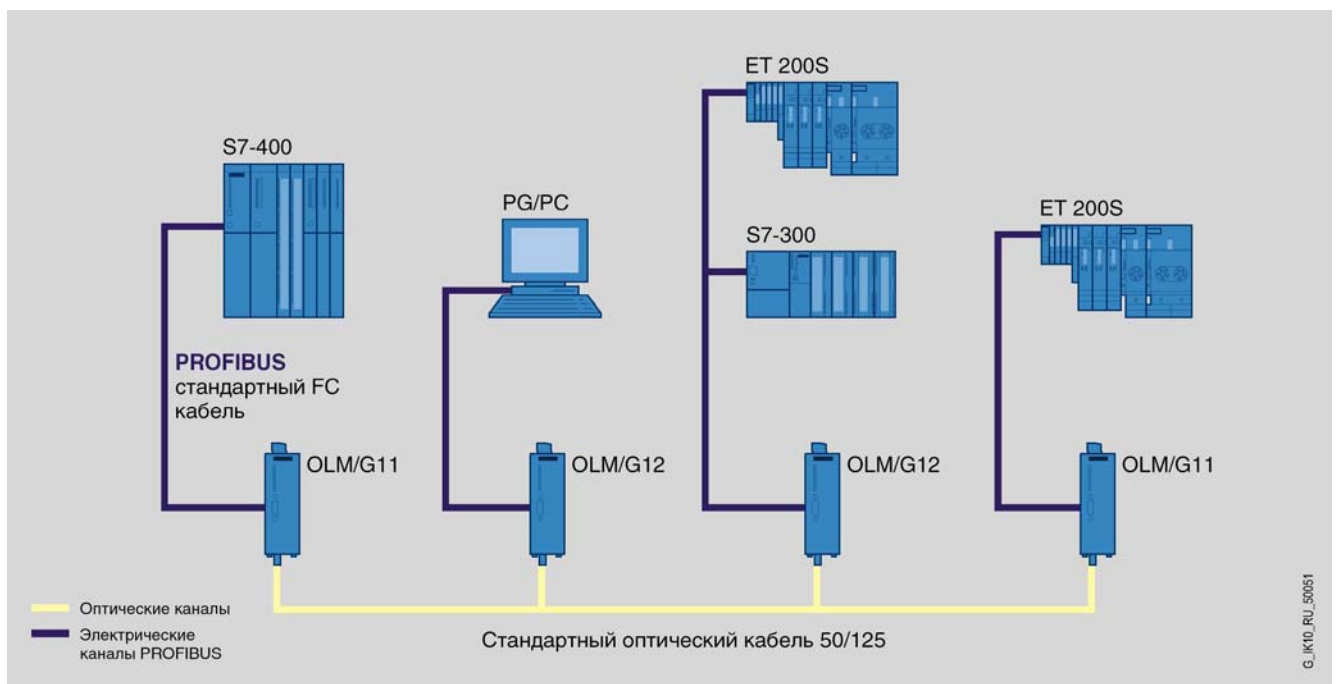 ET 200S
S7-400
PG/PC
ET 200S
S7-300
PROFIBUS
стандартный FC
кабель
OLM/G11
OLM/G12
OLM/G12
OLM/G11
Оптические каналы
Электрические
каналы PROFIBUS
Стандартный оптический кабель 50/125
G_IK10_RU_50051